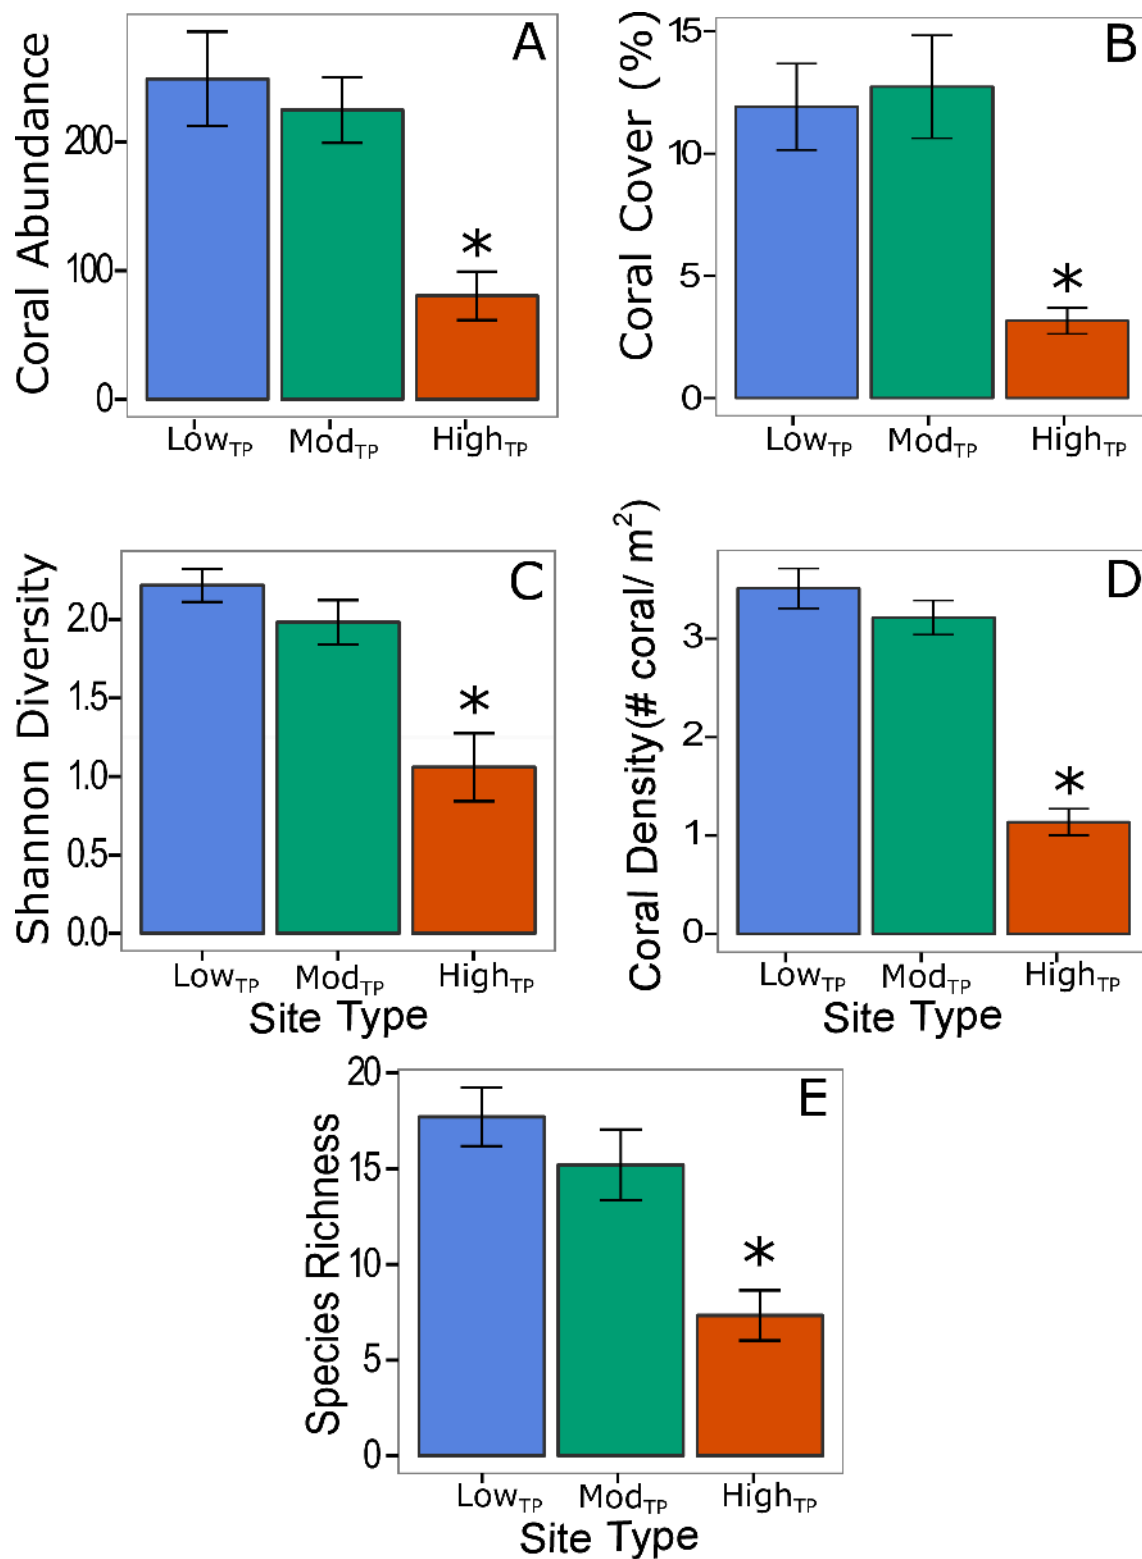 A
Coral Abundance
200
100
0
Low_TP Mod_TP High_TP
*
B
Coral Cover (%)
15
10
5
0
Low_TP Mod_TP High_TP
*
C
Shannon Diversity
2.0
1.5
1.0
0.5
0.0
Low_TP Mod_TP High_TP
Site Type
*
D
Coral Density(# coral/ m²)
3
2
1
0
Low_TP Mod_TP High_TP
Site Type
*
E
Species Richness
20
15
10
5
0
Low_TP Mod_TP High_TP
Site Type
*